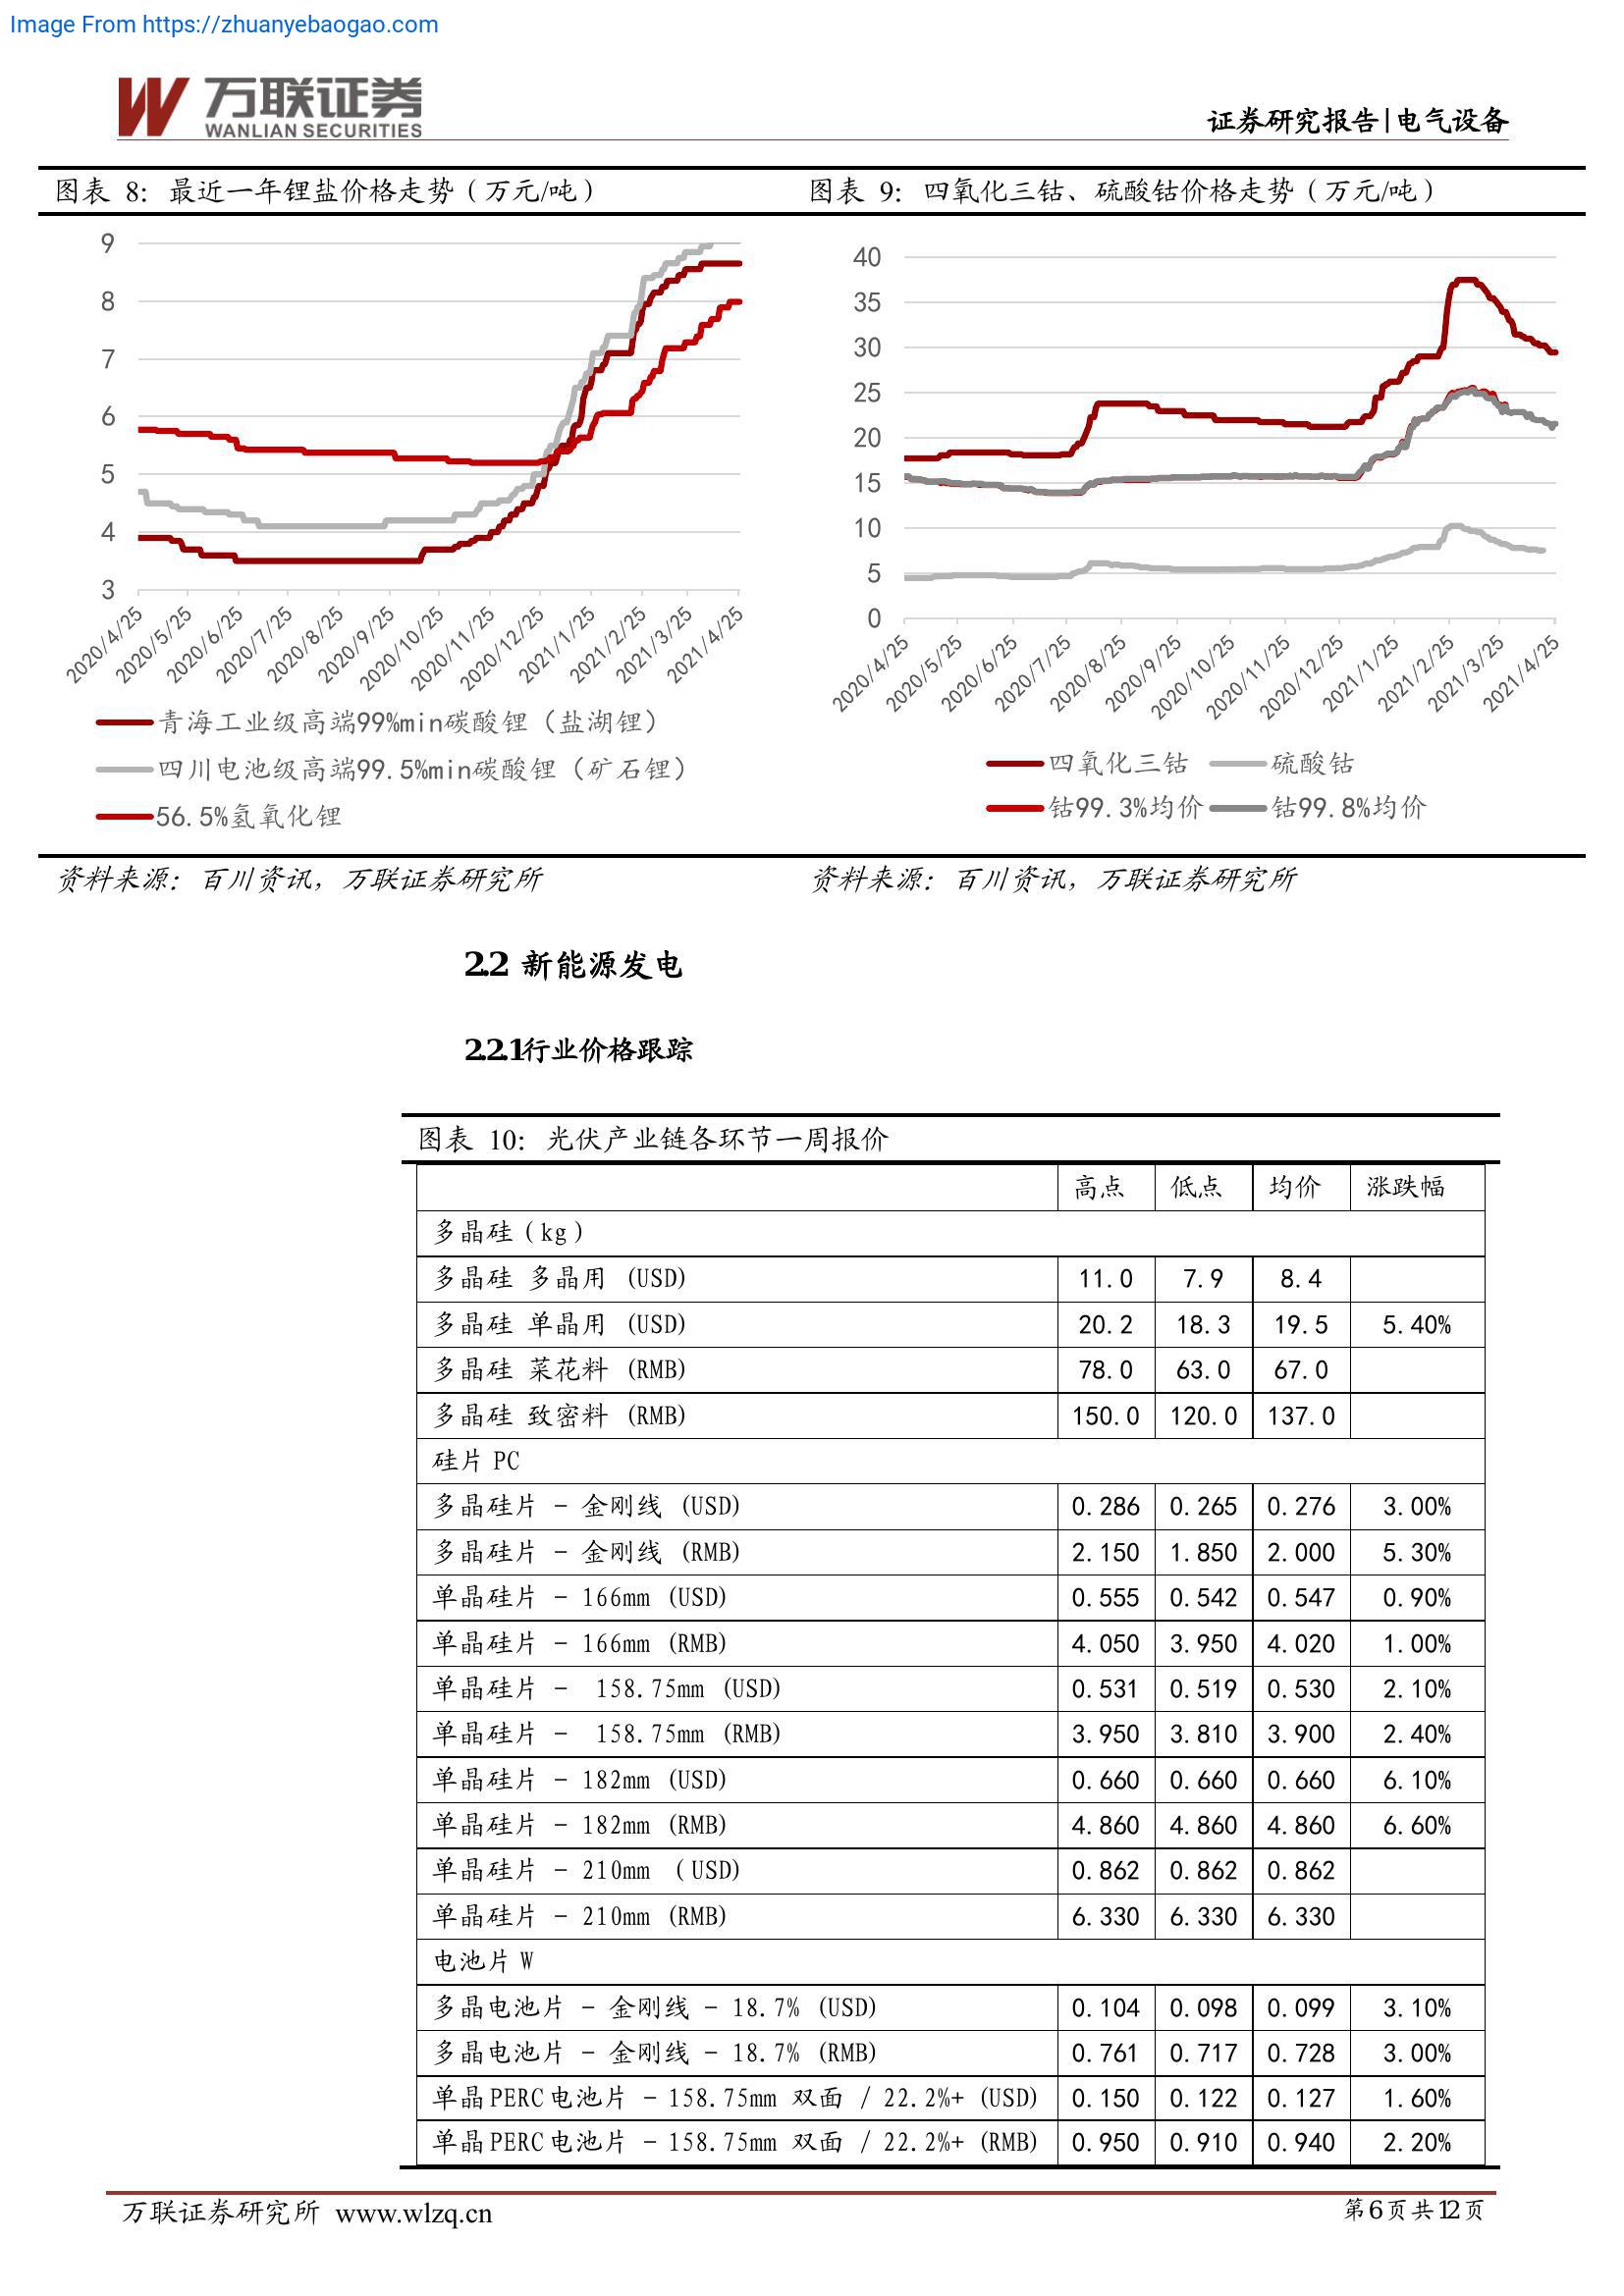 Image From https://zhuanyebaogao.com
万联证券
WANLIAN SECURITIES
证券研究报告|电气设备
图表 8：最近一年锂盐价格走势（万元/吨）
9
8
7
6
5
4
3
2020/4/25
2020/5/25
2020/6/25
2020/7/25
2020/8/25
2020/9/25
2020/10/25
2020/11/25
2020/12/25
2021/1/25
2021/2/25
2021/3/25
2021/4/25
青海工业级高端99%min碳酸锂（盐湖锂）
四川电池级高端99.5%min碳酸锂（矿石锂）
56.5%氢氧化锂
资料来源：百川资讯，万联证券研究所
图表 9：四氧化三钴、硫酸钴价格走势（万元/吨）
40
35
30
25
20
15
10
5
0
2020/4/25
2020/5/25
2020/6/25
2020/7/25
2020/8/25
2020/9/25
2020/10/25
2020/11/25
2020/12/25
2021/1/25
2021/2/25
2021/3/25
2021/4/25
四氧化三钴 硫酸钴
钴99.3%均价 钴99.8%均价
资料来源：百川资讯，万联证券研究所
2.2 新能源发电
2.2.1行业价格跟踪
图表 10：光伏产业链各环节一周报价
高点 低点 均价 涨跌幅
多晶硅（kg）
多晶硅 多晶用 (USD) 11.0 7.9 8.4
多晶硅 单晶用 (USD) 20.2 18.3 19.5 5.40%
多晶硅 菜花料 (RMB) 78.0 63.0 67.0
多晶硅 致密料 (RMB) 150.0 120.0 137.0
硅片 PC
多晶硅片 - 金刚线 (USD) 0.286 0.265 0.276 3.00%
多晶硅片 - 金刚线 (RMB) 2.150 1.850 2.000 5.30%
单晶硅片 - 166mm (USD) 0.555 0.542 0.547 0.90%
单晶硅片 - 166mm (RMB) 4.050 3.950 4.020 1.00%
单晶硅片 - 158.75mm (USD) 0.531 0.519 0.530 2.10%
单晶硅片 - 158.75mm (RMB) 3.950 3.810 3.900 2.40%
单晶硅片 - 182mm (USD) 0.660 0.660 0.660 6.10%
单晶硅片 - 182mm (RMB) 4.860 4.860 4.860 6.60%
单晶硅片 - 210mm （USD) 0.862 0.862 0.862
单晶硅片 - 210mm (RMB) 6.330 6.330 6.330
电池片 W
多晶电池片 - 金刚线 - 18.7% (USD) 0.104 0.098 0.099 3.10%
多晶电池片 - 金刚线 - 18.7% (RMB) 0.761 0.717 0.728 3.00%
单晶PERC电池片 - 158.75mm 双面 / 22.2%+ (USD) 0.150 0.122 0.127 1.60%
单晶PERC电池片 - 158.75mm 双面 / 22.2%+ (RMB) 0.950 0.910 0.940 2.20%
万联证券研究所 www.wlzq.cn
第6页共12页